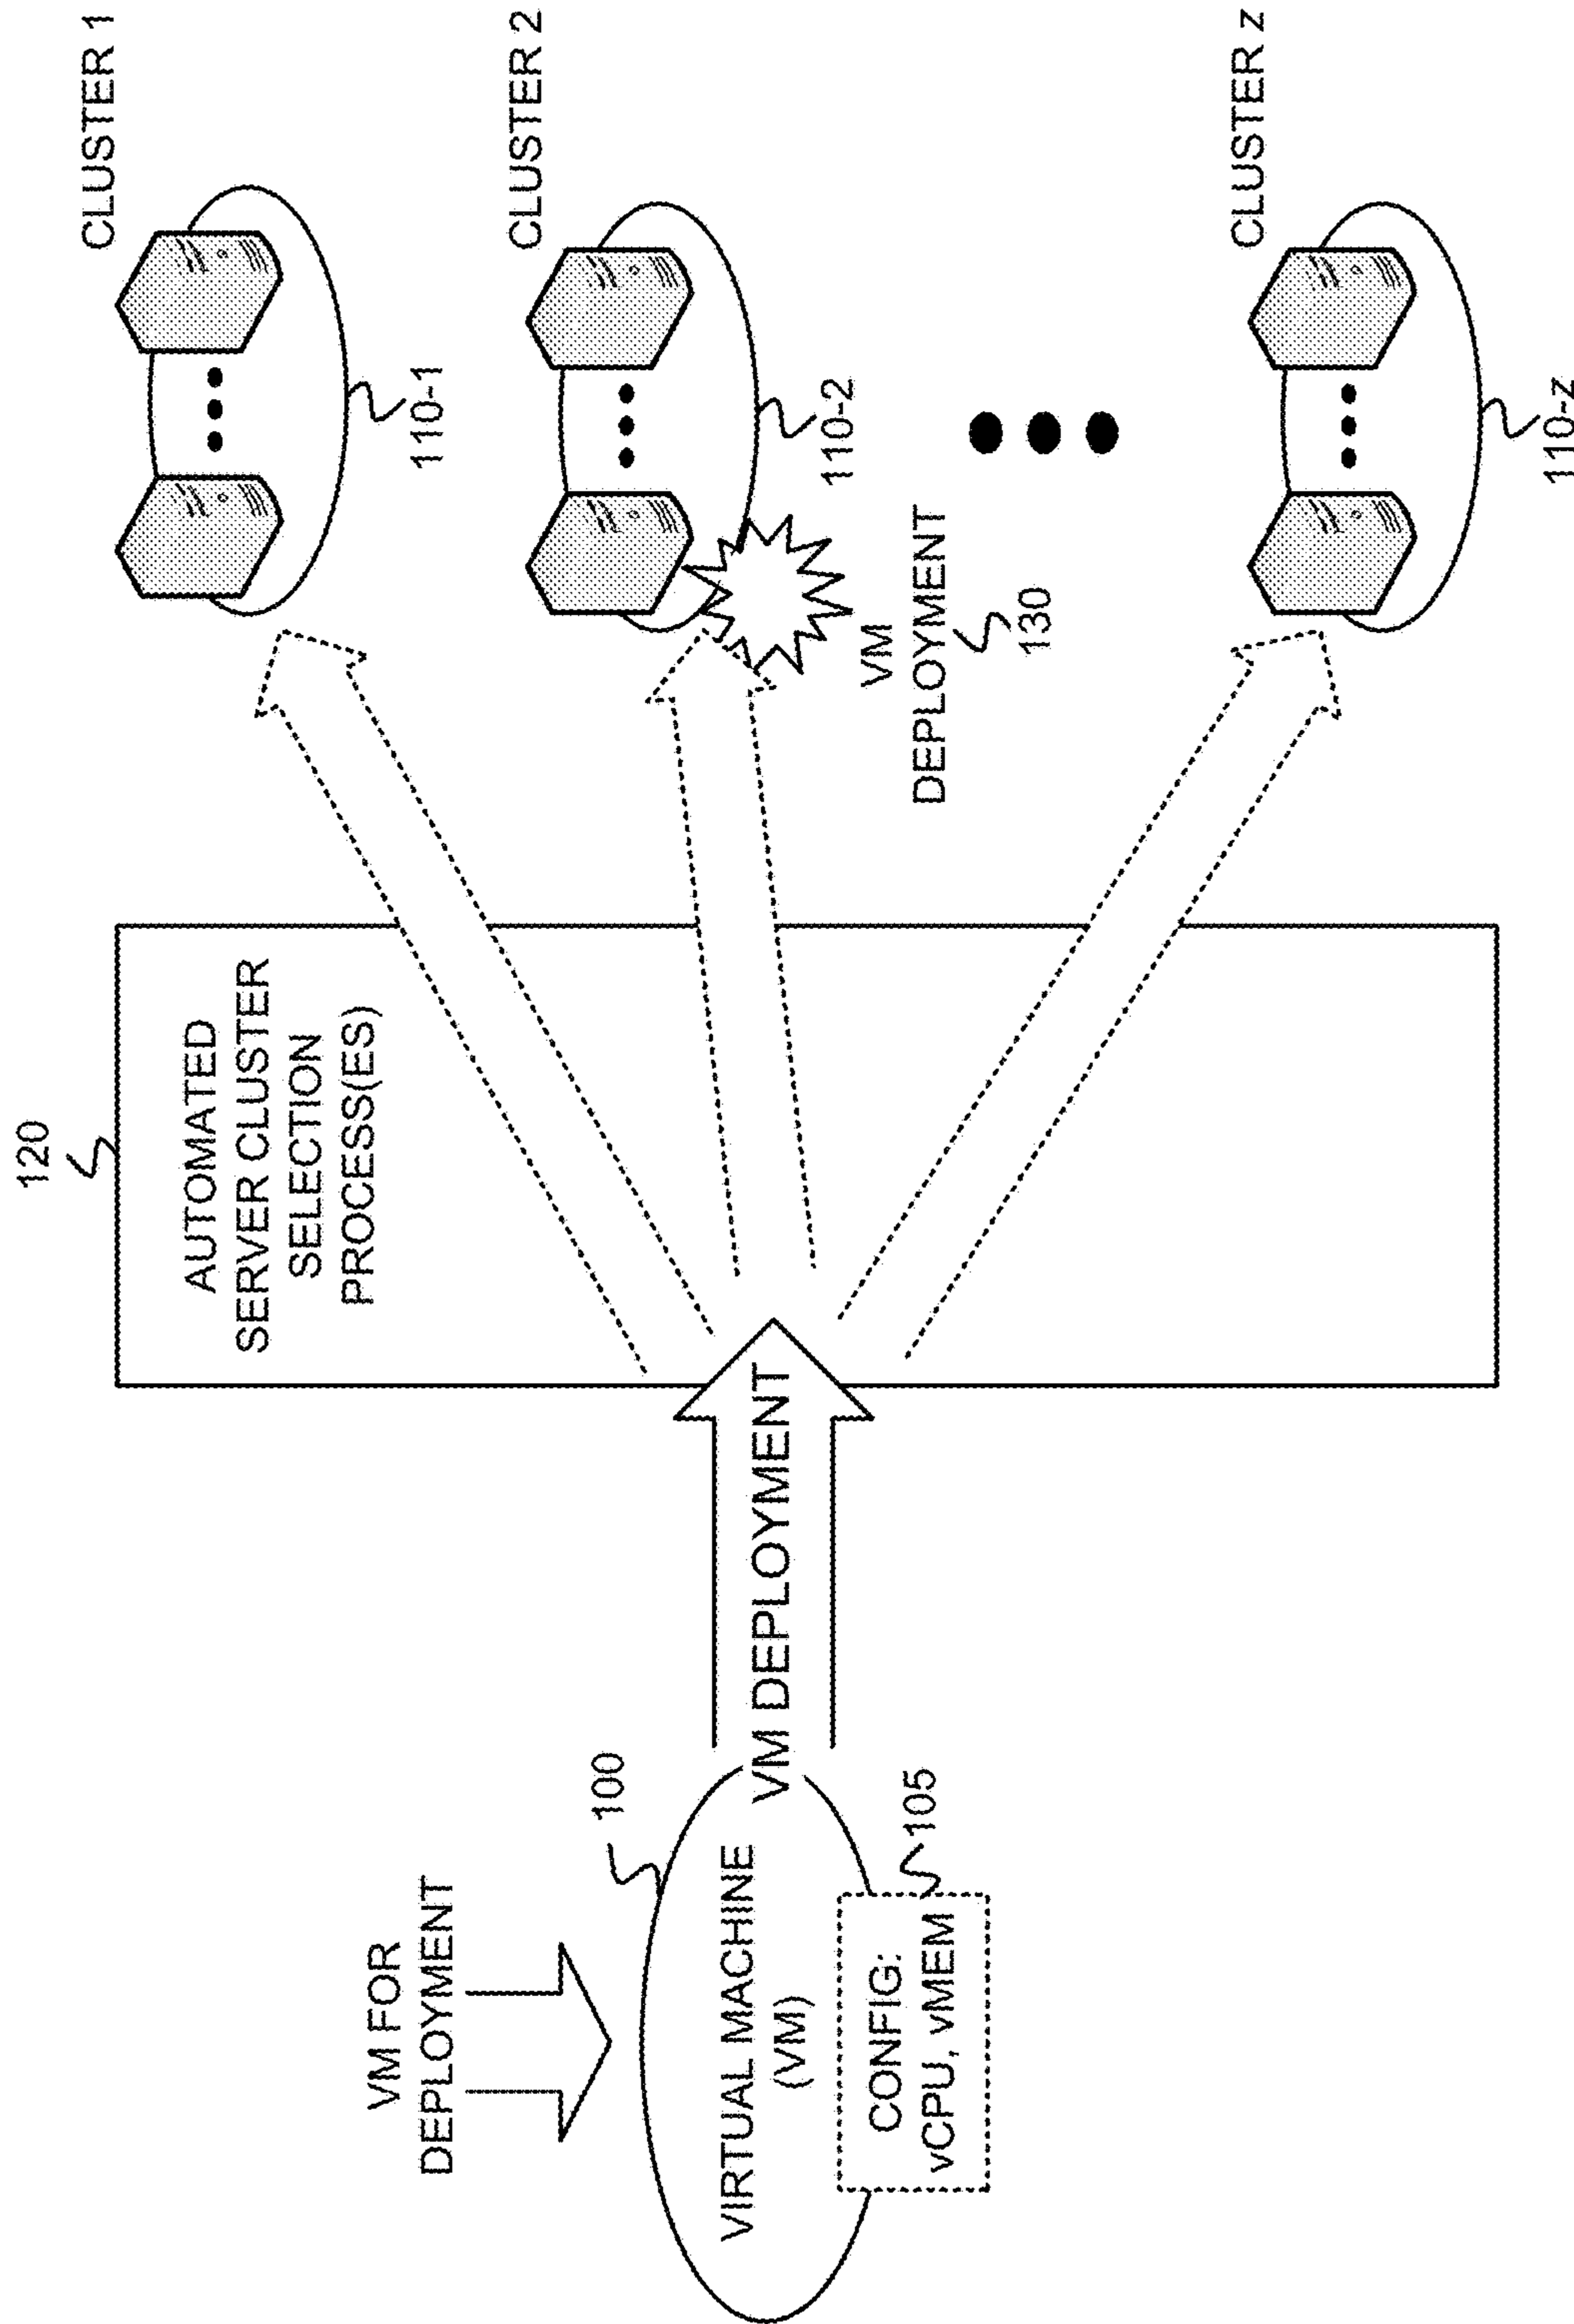 VM FOR
DEPLOYMENT
100
VIRTUAL MACHINE
(VM)
CONFIG:
vCPU, vMEM
105
VM DEPLOYMENT
120
AUTOMATED
SERVER CLUSTER
SELECTION
PROCESS(ES)
CLUSTER 1
110-1
CLUSTER 2
110-2
VM
DEPLOYMENT
130
CLUSTER z
110-z